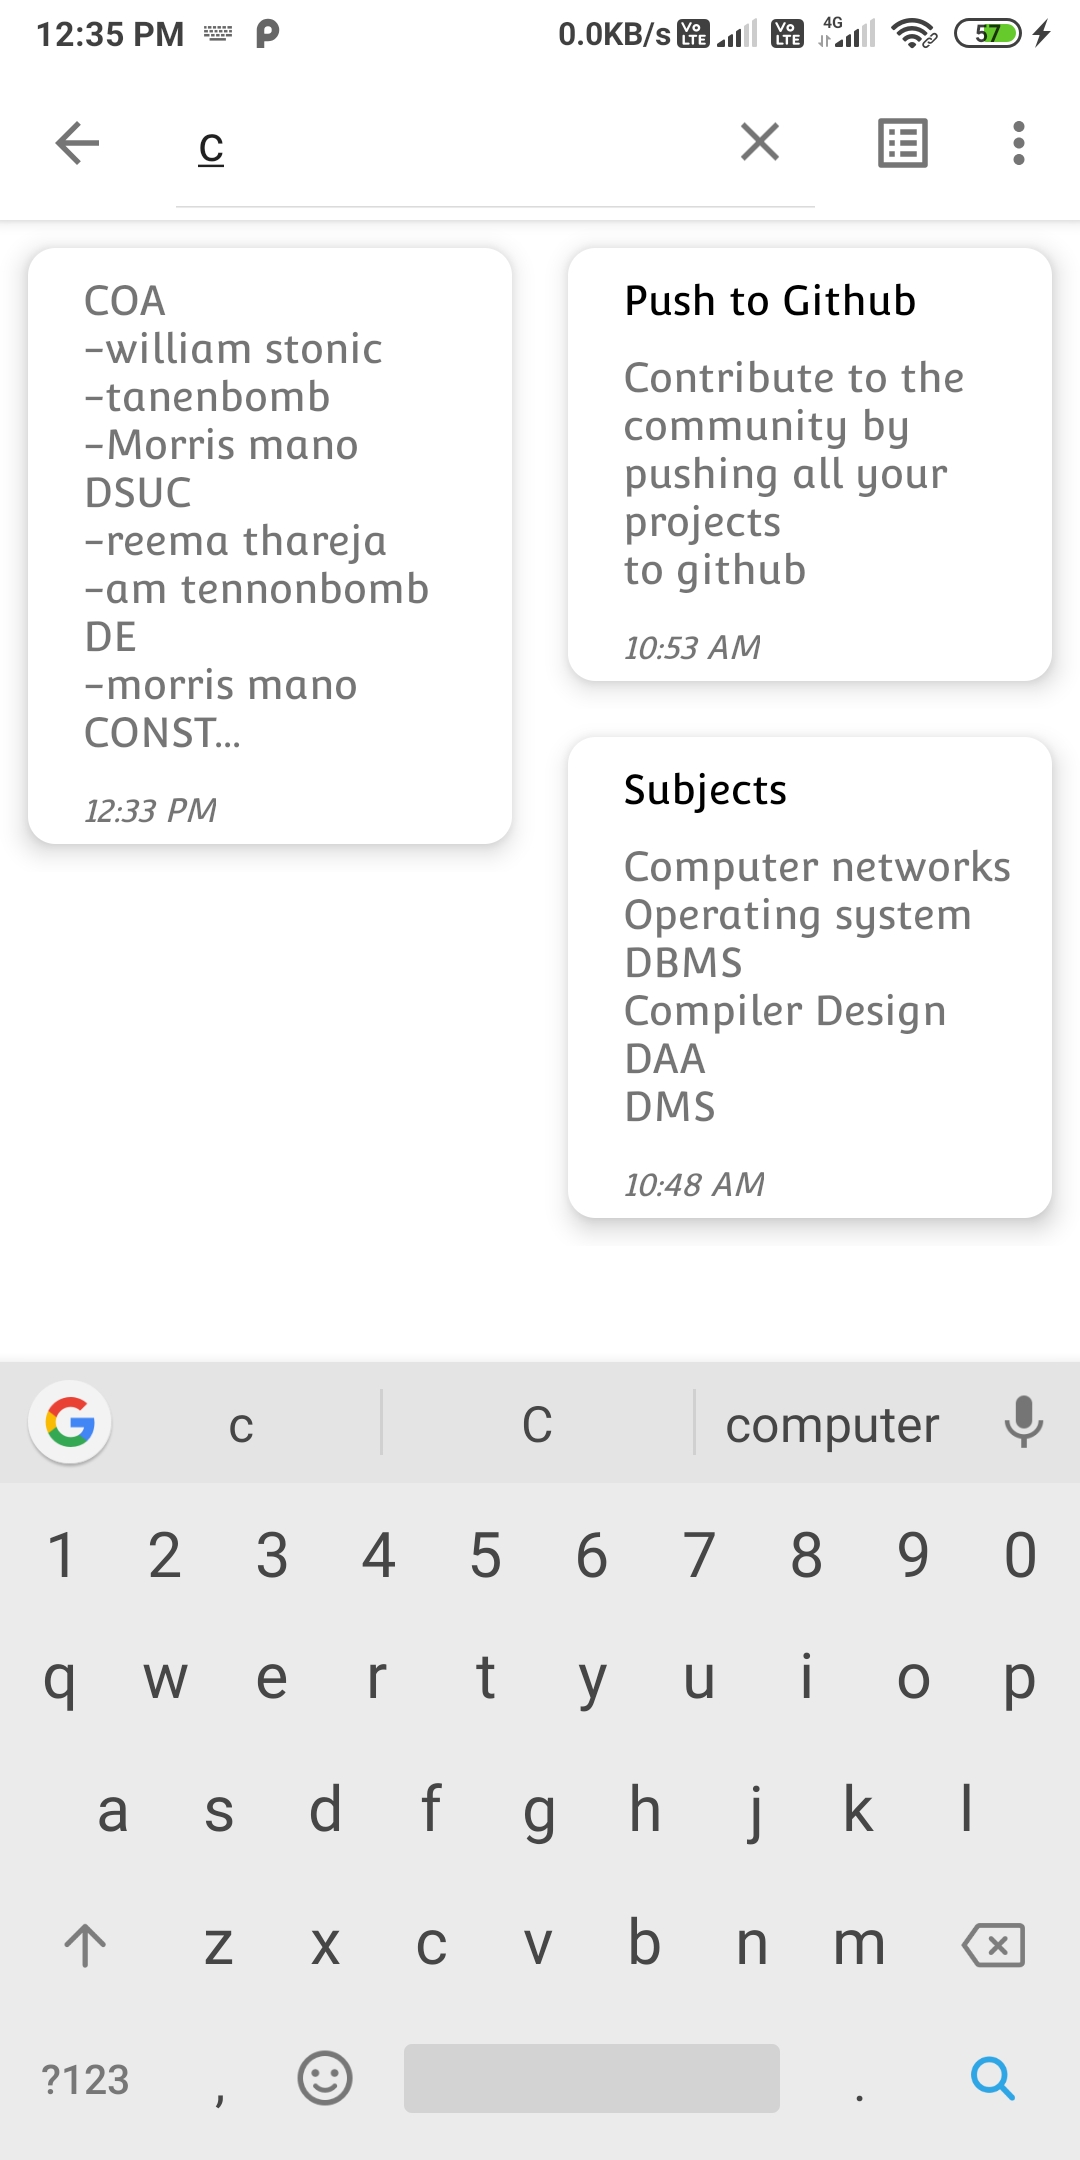 12:35 PM
0.0KB/s Vo LTE Vo LTE 4G 57
c
COA
-william stonic
-tanenbomb
-Morris mano
DSUC
-reema thareja
-am tennonbomb
DE
-morris mano
CONST...
12:33 PM
Push to Github
Contribute to the
community by
pushing all your
projects
to github
10:53 AM
Subjects
Computer networks
Operating system
DBMS
Compiler Design
DAA
DMS
10:48 AM
c C computer
1 2 3 4 5 6 7 8 9 0
q w e r t y u i o p
a s d f g h j k l
z x c v b n m
?123 , .